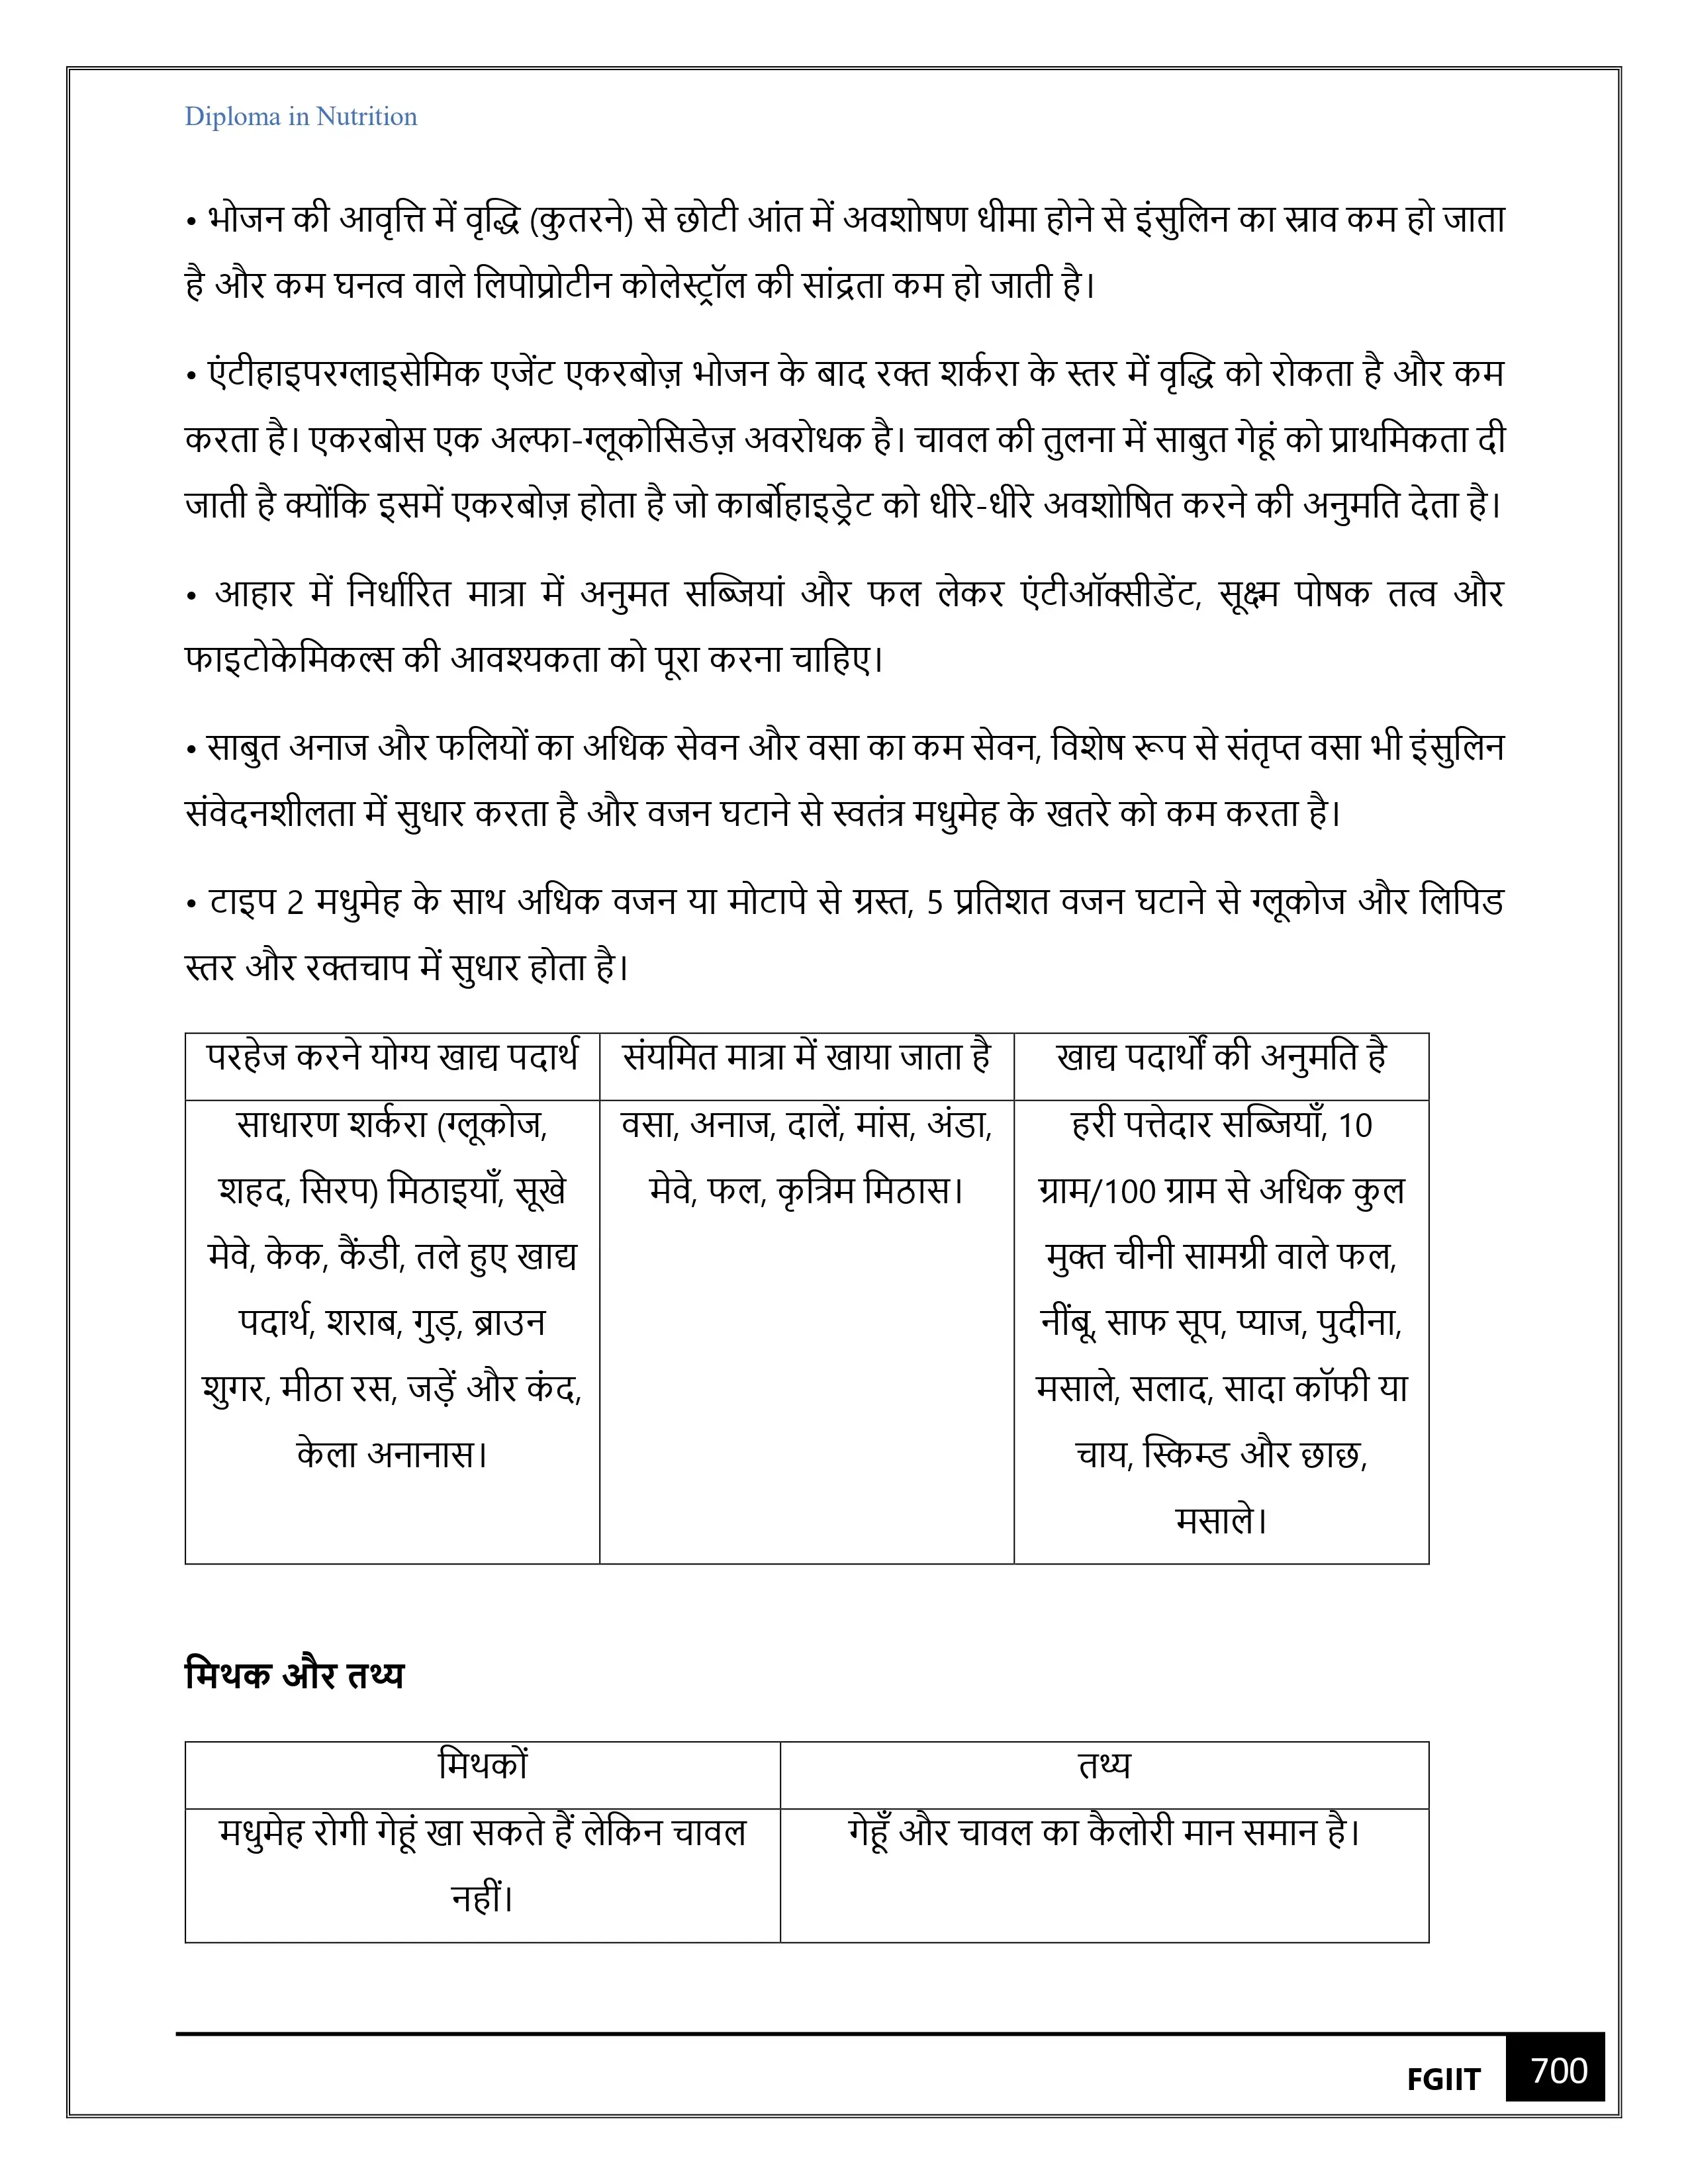 Diploma in Nutrition
• भोजन की आवृत्ति में वृद्धि (कुतरने) से छोटी आंत में अवशोषण धीमा होने से इंसुलिन का स्राव कम हो जाता
है और कम घनत्व वाले लिपोप्रोटीन कोलेस्ट्रॉल की सांद्रता कम हो जाती है।
• एंटीहाइपरग्लाइसेमिक एजेंट एकरबोज़ भोजन के बाद रक्त शर्करा के स्तर में वृद्धि को रोकता है और कम
करता है। एकरबोस एक अल्फा-ग्लूकोसिडेज़ अवरोधक है। चावल की तुलना में साबुत गेहूं को प्राथमिकता दी
जाती है क्योंकि इसमें एकरबोज़ होता है जो कार्बोहाइड्रेट को धीरे-धीरे अवशोषित करने की अनुमति देता है।
• आहार में निर्धारित मात्रा में अनुमत सब्जियां और फल लेकर एंटीऑक्सीडेंट, सूक्ष्म पोषक तत्व और
फाइटोकेमिकल्स की आवश्यकता को पूरा करना चाहिए।
• साबुत अनाज और फलियों का अधिक सेवन और वसा का कम सेवन, विशेष रूप से संतृप्त वसा भी इंसुलिन
संवेदनशीलता में सुधार करता है और वजन घटाने से स्वतंत्र मधुमेह के खतरे को कम करता है।
• टाइप 2 मधुमेह के साथ अधिक वजन या मोटापे से ग्रस्त, 5 प्रतिशत वजन घटाने से ग्लूकोज और लिपिड
स्तर और रक्तचाप में सुधार होता है।
परहेज करने योग्य खाद्य पदार्थ
संयमित मात्रा में खाया जाता है
खाद्य पदार्थों की अनुमति है
साधारण शर्करा (ग्लूकोज,
शहद, सिरप) मिठाइयाँ, सूखे
मेवे, केक, कैंडी, तले हुए खाद्य
पदार्थ, शराब, गुड़, ब्राउन
शुगर, मीठा रस, जड़ें और कंद,
केला अनानास।
वसा, अनाज, दालें, मांस, अंडा,
मेवे, फल, कृत्रिम मिठास।
हरी पत्तेदार सब्जियाँ, 10
ग्राम/100 ग्राम से अधिक कुल
मुक्त चीनी सामग्री वाले फल,
नींबू, साफ सूप, प्याज, पुदीना,
मसाले, सलाद, सादा कॉफी या
चाय, स्किम्ड और छाछ,
मसाले।
मिथक और तथ्य
मिथकों
तथ्य
मधुमेह रोगी गेहूं खा सकते हैं लेकिन चावल
नहीं।
गेहूँ और चावल का कैलोरी मान समान है।
FGIIT
700